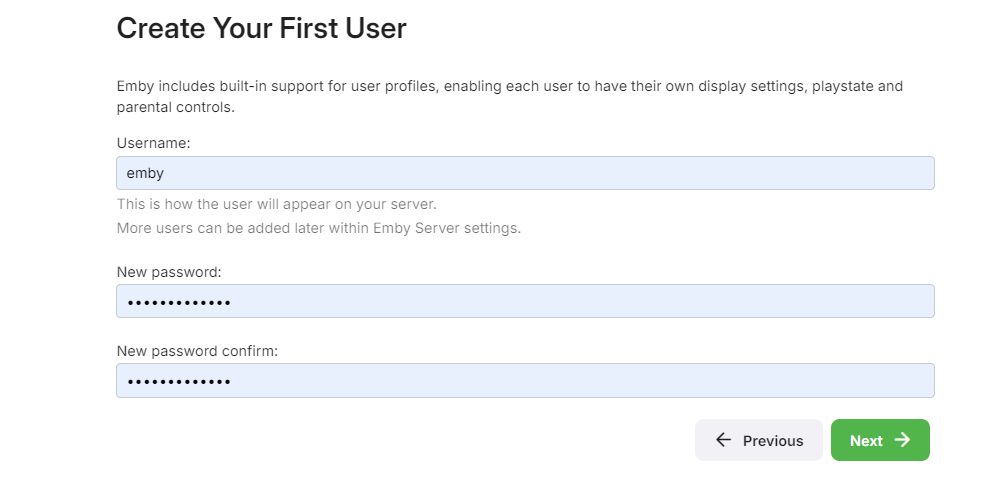 Create Your First User
Emby includes built-in support for user profiles, enabling each user to have their own display settings, playstate and
parental controls.
Username:
emby
This is how the user will appear on your server.
More users can be added later within Emby Server settings.
New password:
•••••••••••••
New password confirm:
•••••••••••••
← Previous Next →